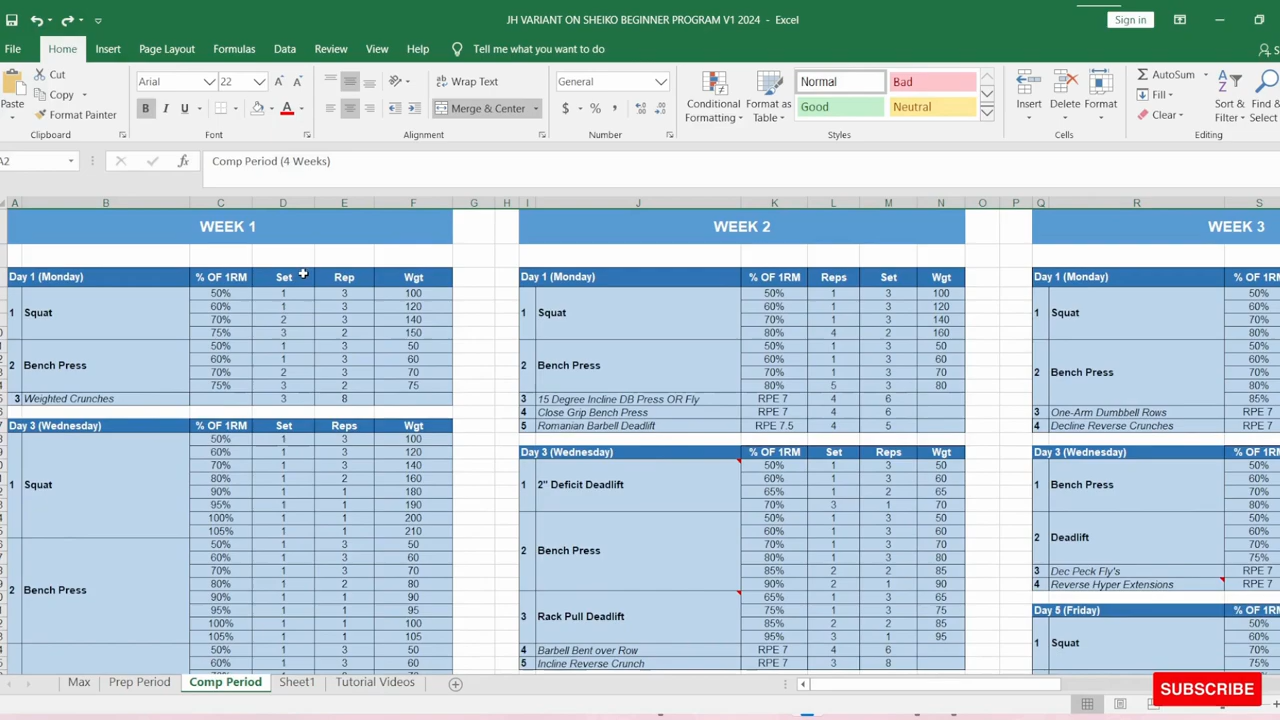 JH VARIANT ON SHEIKO BEGINNER PROGRAM V1 2024 - Excel
Sign in
File Home Insert Page Layout Formulas Data Review View Help Tell me what you want to do
Paste Cut Copy Format Painter
Clipboard
Arial 22
B I U
Font
Wrap Text
Merge & Center
Alignment
General
$ % ,
Number
Conditional Formatting
Format as Table
Normal Bad
Good Neutral
Styles
Insert Delete Format
Cells
AutoSum
Fill
Clear
Sort & Filter
Find & Select
Editing
A2 fx Comp Period (4 Weeks)
A B C D E F G H I J K L M N O P Q R S
WEEK 1
Day 1 (Monday) % OF 1RM Set Rep Wgt
1 Squat
50% 1 3 100
60% 1 3 120
70% 2 3 140
75% 3 2 150
2 Bench Press
50% 1 3 50
60% 1 3 60
70% 2 3 70
75% 3 2 75
3 Weighted Crunches 3 8
Day 3 (Wednesday) % OF 1RM Set Reps Wgt
1 Squat
50% 1 3 100
60% 1 3 120
70% 1 3 140
80% 1 2 160
90% 1 1 180
95% 1 1 190
100% 1 1 200
105% 1 1 210
2 Bench Press
50% 1 3 50
60% 1 3 60
70% 1 3 70
80% 1 2 80
90% 1 1 90
95% 1 1 95
100% 1 1 100
105% 1 1 105
50% 1 3 100
60% 1 3 120
WEEK 2
Day 1 (Monday) % OF 1RM Reps Set Wgt
1 Squat
50% 1 3 100
60% 1 3 120
70% 1 3 140
80% 4 2 160
2 Bench Press
50% 1 3 50
60% 1 3 60
70% 1 3 70
80% 5 3 80
3 15 Degree Incline DB Press OR Fly RPE 7 4 6
4 Close Grip Bench Press RPE 7 4 6
5 Romanian Barbell Deadlift RPE 7.5 4 5
Day 3 (Wednesday) % OF 1RM Set Reps Wgt
1 2" Deficit Deadlift
50% 1 3 50
60% 1 3 60
65% 1 2 65
70% 3 1 70
2 Bench Press
50% 1 3 50
60% 1 3 60
70% 1 3 70
80% 1 3 80
85% 2 2 85
90% 2 1 90
3 Rack Pull Deadlift
65% 1 3 65
75% 1 3 75
85% 2 2 85
95% 3 1 95
4 Barbell Bent over Row RPE 7 4 6
5 Incline Reverse Crunch RPE 7 3 8
WEEK 3
Day 1 (Monday) % OF 1RM
1 Squat
50%
60%
70%
80%
2 Bench Press
50%
60%
70%
80%
85%
3 One-Arm Dumbbell Rows RPE 7
4 Decline Reverse Crunches RPE 7
Day 3 (Wednesday) % OF 1RM
1 Bench Press
50%
60%
70%
80%
2 Deadlift
50%
60%
70%
75%
3 Dec Peck Fly's RPE 7
4 Reverse Hyper Extensions RPE 7
Day 5 (Friday) % OF 1RM
1 Squat
50%
60%
70%
Max Prep Period Comp Period Sheet1 Tutorial Videos
SUBSCRIBE